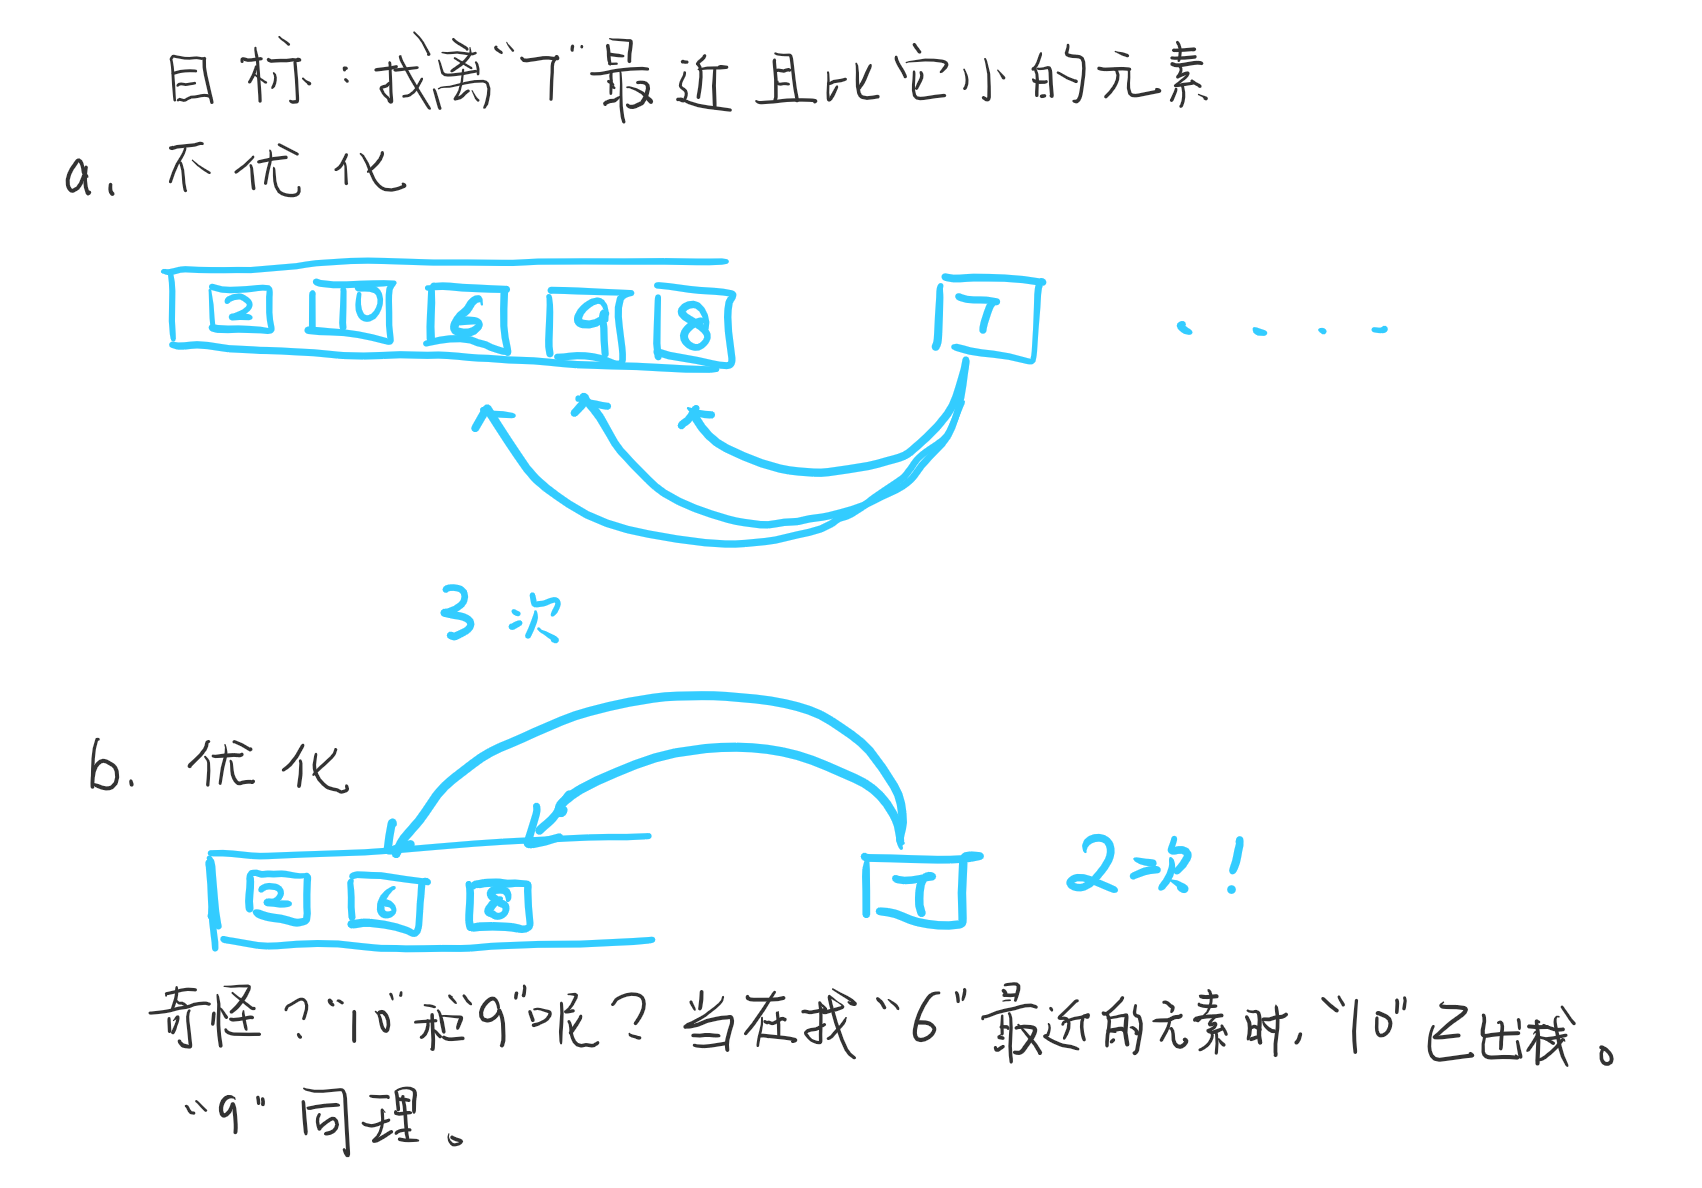 目标：找离“7”最近且比它小的元素
a. 不优化
2 10 6 9 8 7 ....
3次
b. 优化
2 6 8 7 2次！
奇怪？“10”和“9”呢？当在找“6”最近的元素时，“10”已出栈。
“9”同理。